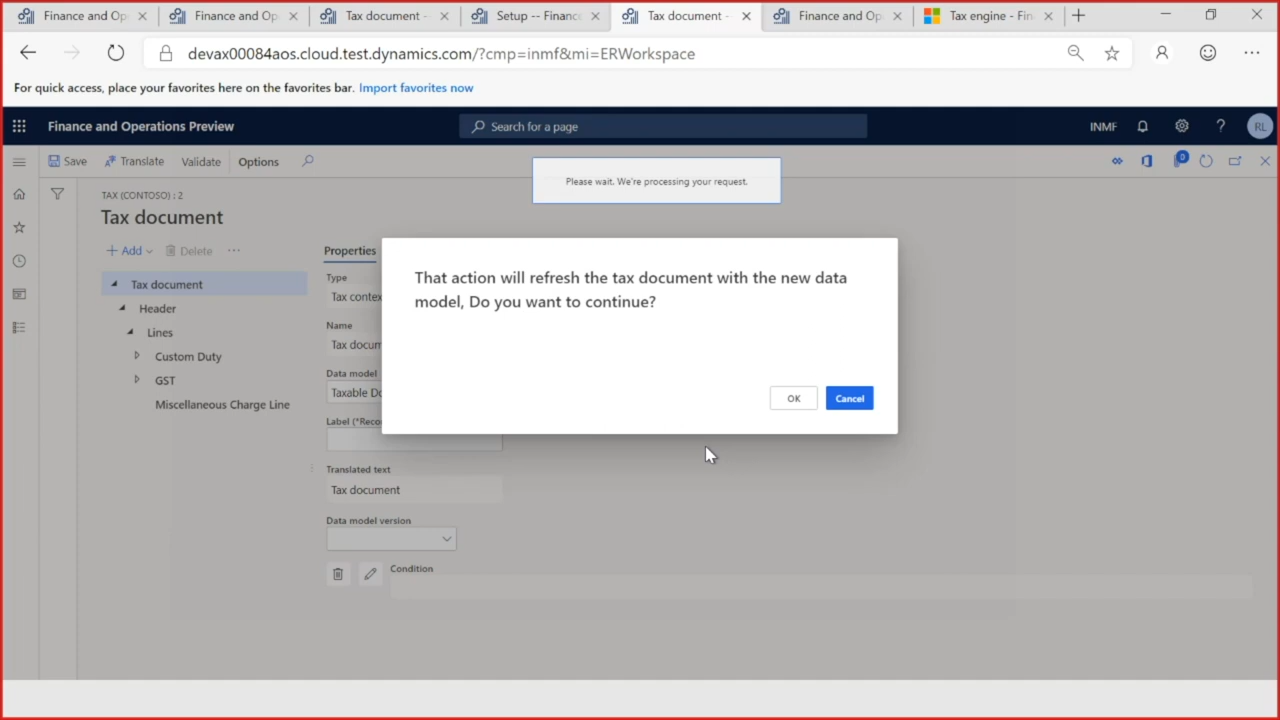 Finance and Op
Finance and Op
Tax document -
Setup -- Financ
Tax document --
Finance and Op
Tax engine - Fin
devax00084aos.cloud.test.dynamics.com/?cmp=inmf&mi=ERWorkspace
For quick access, place your favorites here on the favorites bar. Import favorites now
Finance and Operations Preview
Search for a page
INMF
?
RL
Save
Translate
Validate
Options
0
Please wait. We're processing your request.
TAX (CONTOSO) : 2
Tax document
+ Add
Delete
...
Properties
That action will refresh the tax document with the new data
model, Do you want to continue?
OK
Cancel
Tax document
Header
Lines
Custom Duty
GST
Miscellaneous Charge Line
Type
Tax contex
Name
Tax docum
Data model
Taxable Do
Label (*Reco
Translated text
Tax document
Data model version
Condition